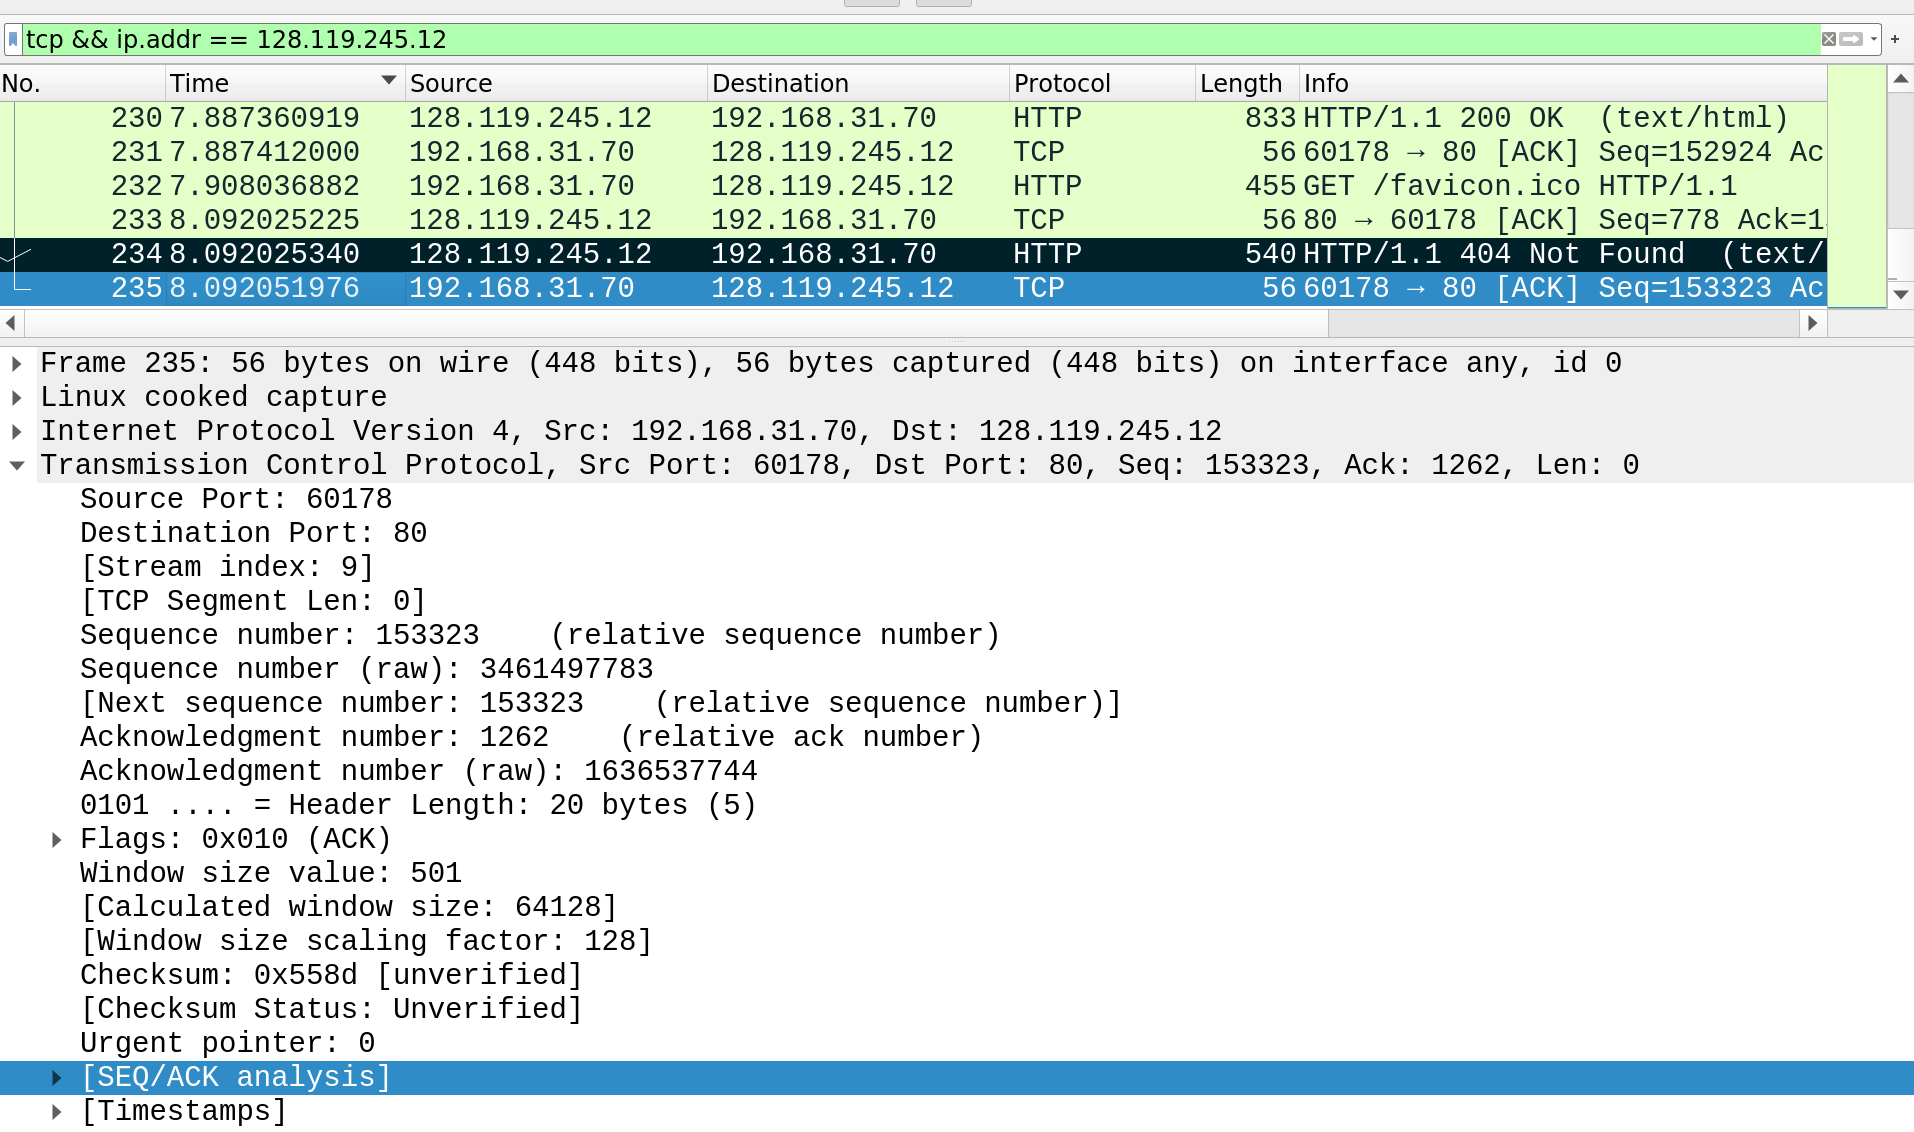 tcp && ip.addr == 128.119.245.12
No. Time Source Destination Protocol Length Info
230 7.887360919 128.119.245.12 192.168.31.70 HTTP 833 HTTP/1.1 200 OK (text/html)
231 7.887412000 192.168.31.70 128.119.245.12 TCP 56 60178 → 80 [ACK] Seq=152924 Ac
232 7.908036882 192.168.31.70 128.119.245.12 HTTP 455 GET /favicon.ico HTTP/1.1
233 8.092025225 128.119.245.12 192.168.31.70 TCP 56 80 → 60178 [ACK] Seq=778 Ack=1
234 8.092025340 128.119.245.12 192.168.31.70 HTTP 540 HTTP/1.1 404 Not Found (text/
235 8.092051976 192.168.31.70 128.119.245.12 TCP 56 60178 → 80 [ACK] Seq=153323 Ac
Frame 235: 56 bytes on wire (448 bits), 56 bytes captured (448 bits) on interface any, id 0
Linux cooked capture
Internet Protocol Version 4, Src: 192.168.31.70, Dst: 128.119.245.12
Transmission Control Protocol, Src Port: 60178, Dst Port: 80, Seq: 153323, Ack: 1262, Len: 0
Source Port: 60178
Destination Port: 80
[Stream index: 9]
[TCP Segment Len: 0]
Sequence number: 153323 (relative sequence number)
Sequence number (raw): 3461497783
[Next sequence number: 153323 (relative sequence number)]
Acknowledgment number: 1262 (relative ack number)
Acknowledgment number (raw): 1636537744
0101 .... = Header Length: 20 bytes (5)
Flags: 0x010 (ACK)
Window size value: 501
[Calculated window size: 64128]
[Window size scaling factor: 128]
Checksum: 0x558d [unverified]
[Checksum Status: Unverified]
Urgent pointer: 0
[SEQ/ACK analysis]
[Timestamps]